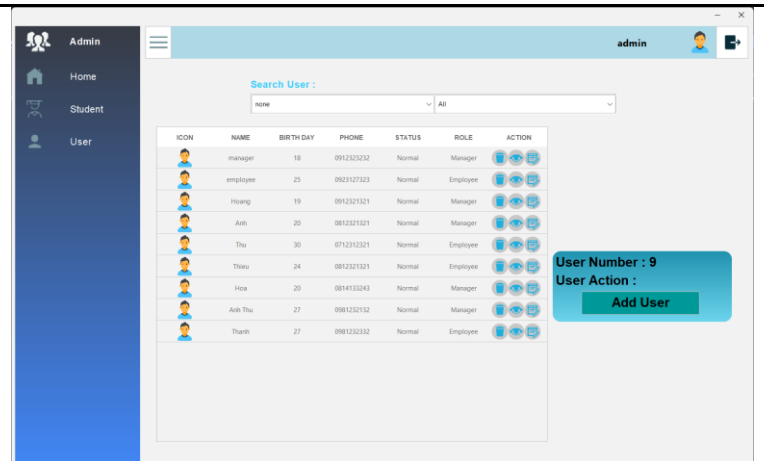 Admin
admin
Home
Student
User
Search User :
none All
ICON NAME BIRTH DAY PHONE STATUS ROLE ACTION
manager 18 0912323232 Normal Manager
employee 25 0923127323 Normal Employee
Hoang 19 0912321321 Normal Manager
Anh 20 0812321321 Normal Manager
Thu 30 0712312321 Normal Employee
Thieu 24 0812321321 Normal Employee
Hoa 20 0814133243 Normal Manager
Anh Thu 27 0981232132 Normal Manager
Thanh 27 0981232332 Normal Employee
User Number : 9
User Action :
Add User